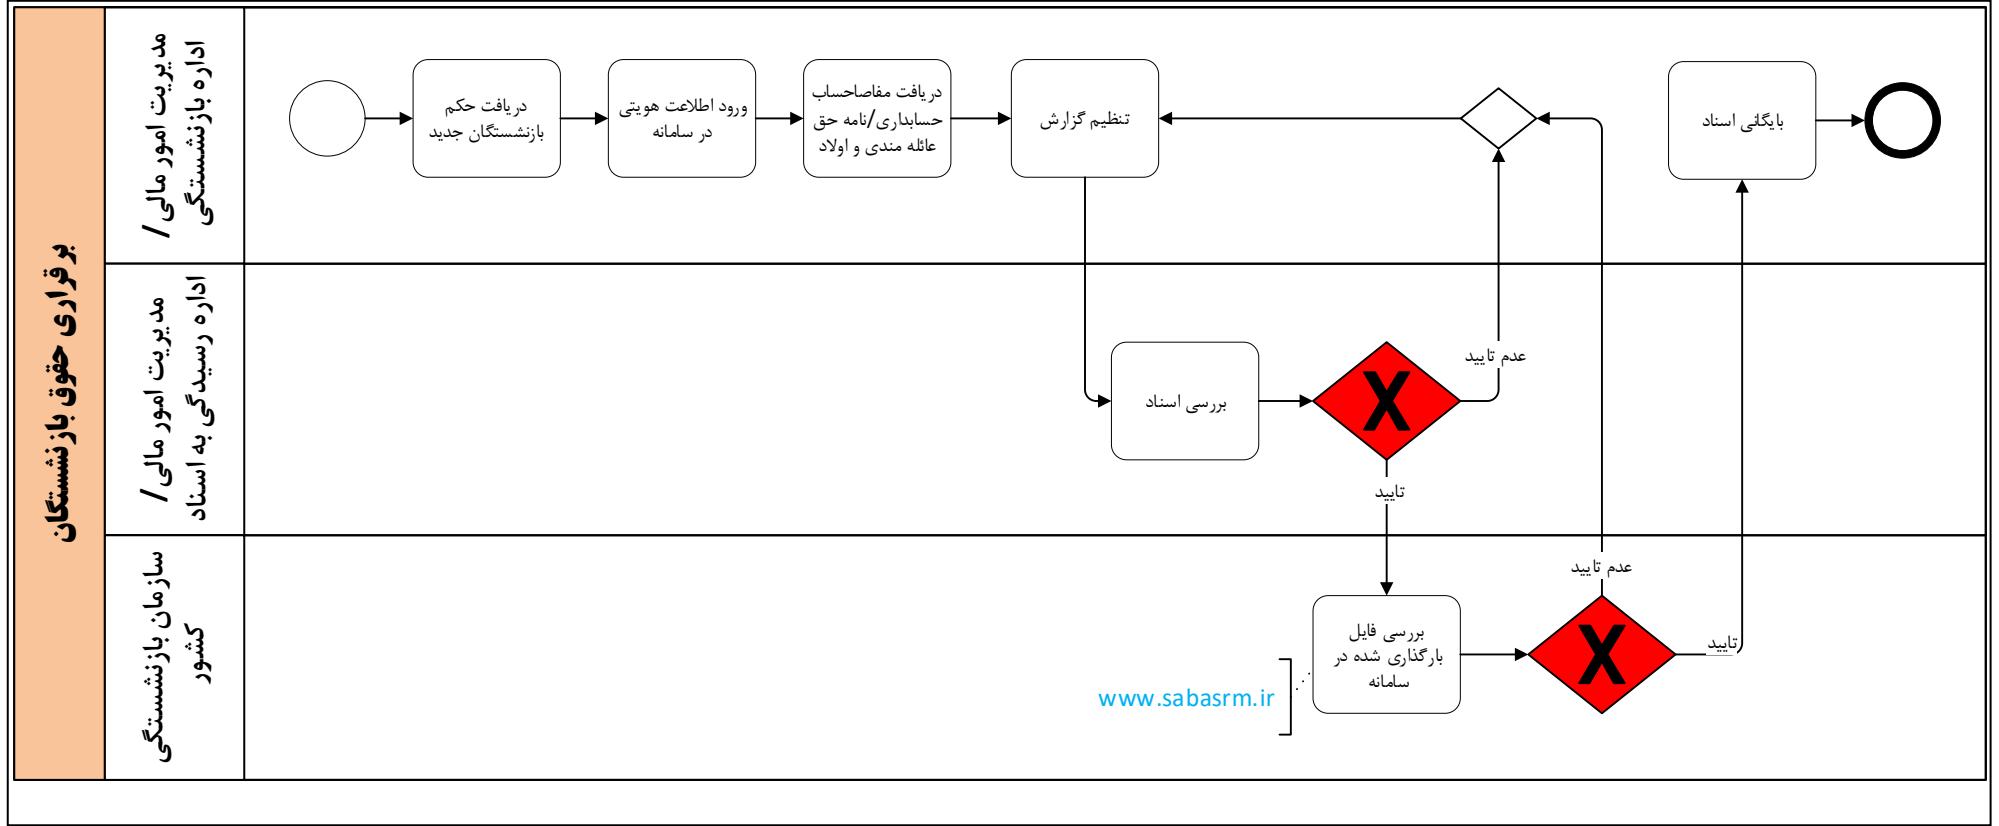 برقراری حقوق بازنشستگان
مدیریت امور مالی/
اداره بازنشستگی
دریافت حکم
بازنشستگان جدید
ورود اطلاعت هویتی
در سامانه
دریافت مفاصاحساب
حسابداری/نامه حق
عائله مندی و اولاد
تنظیم گزارش
بایگانی اسناد
مدیریت امور مالی/
اداره رسیدگی به اسناد
بررسی اسناد
X
عدم تایید
تایید
سازمان بازنشستگی
کشور
www.sabasrm.ir
بررسی فایل
بارگذاری شده در
سامانه
X
عدم تایید
تایید